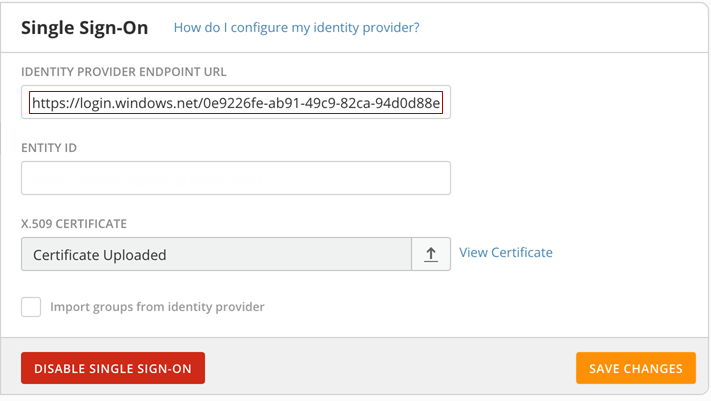 Single Sign-On How do I configure my identity provider?
IDENTITY PROVIDER ENDPOINT URL
https://login.windows.net/0e9226fe-ab91-49c9-82ca-94d0d88e
ENTITY ID
X.509 CERTIFICATE
Certificate Uploaded View Certificate
Import groups from identity provider
DISABLE SINGLE SIGN-ON SAVE CHANGES